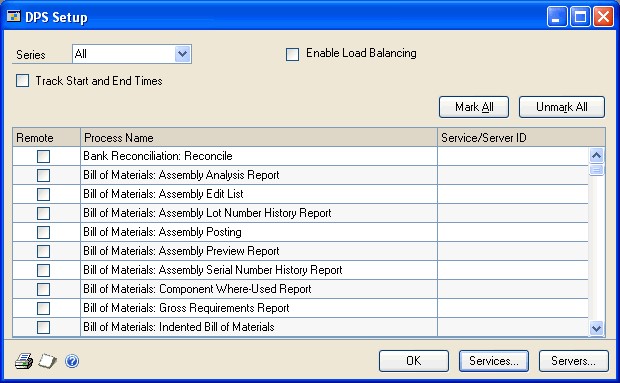 DPS Setup
Series All Enable Load Balancing
Track Start and End Times
Mark All Unmark All
Remote Process Name Service/Server ID
Bank Reconciliation: Reconcile
Bill of Materials: Assembly Analysis Report
Bill of Materials: Assembly Edit List
Bill of Materials: Assembly Lot Number History Report
Bill of Materials: Assembly Posting
Bill of Materials: Assembly Preview Report
Bill of Materials: Assembly Serial Number History Report
Bill of Materials: Component Where-Used Report
Bill of Materials: Gross Requirements Report
Bill of Materials: Indented Bill of Materials
OK Services... Servers...